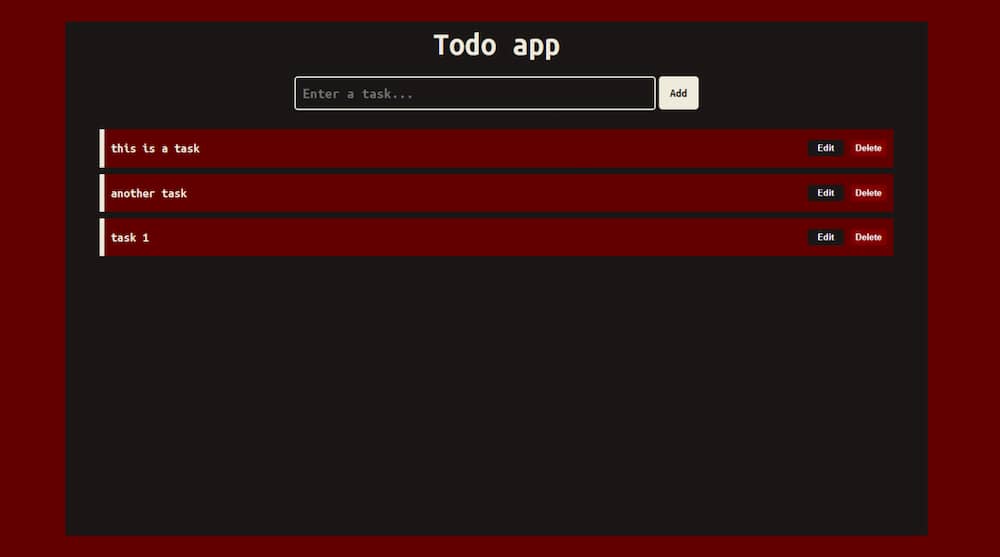 Todo app
Enter a task... Add
this is a task Edit Delete
another task Edit Delete
task 1 Edit Delete